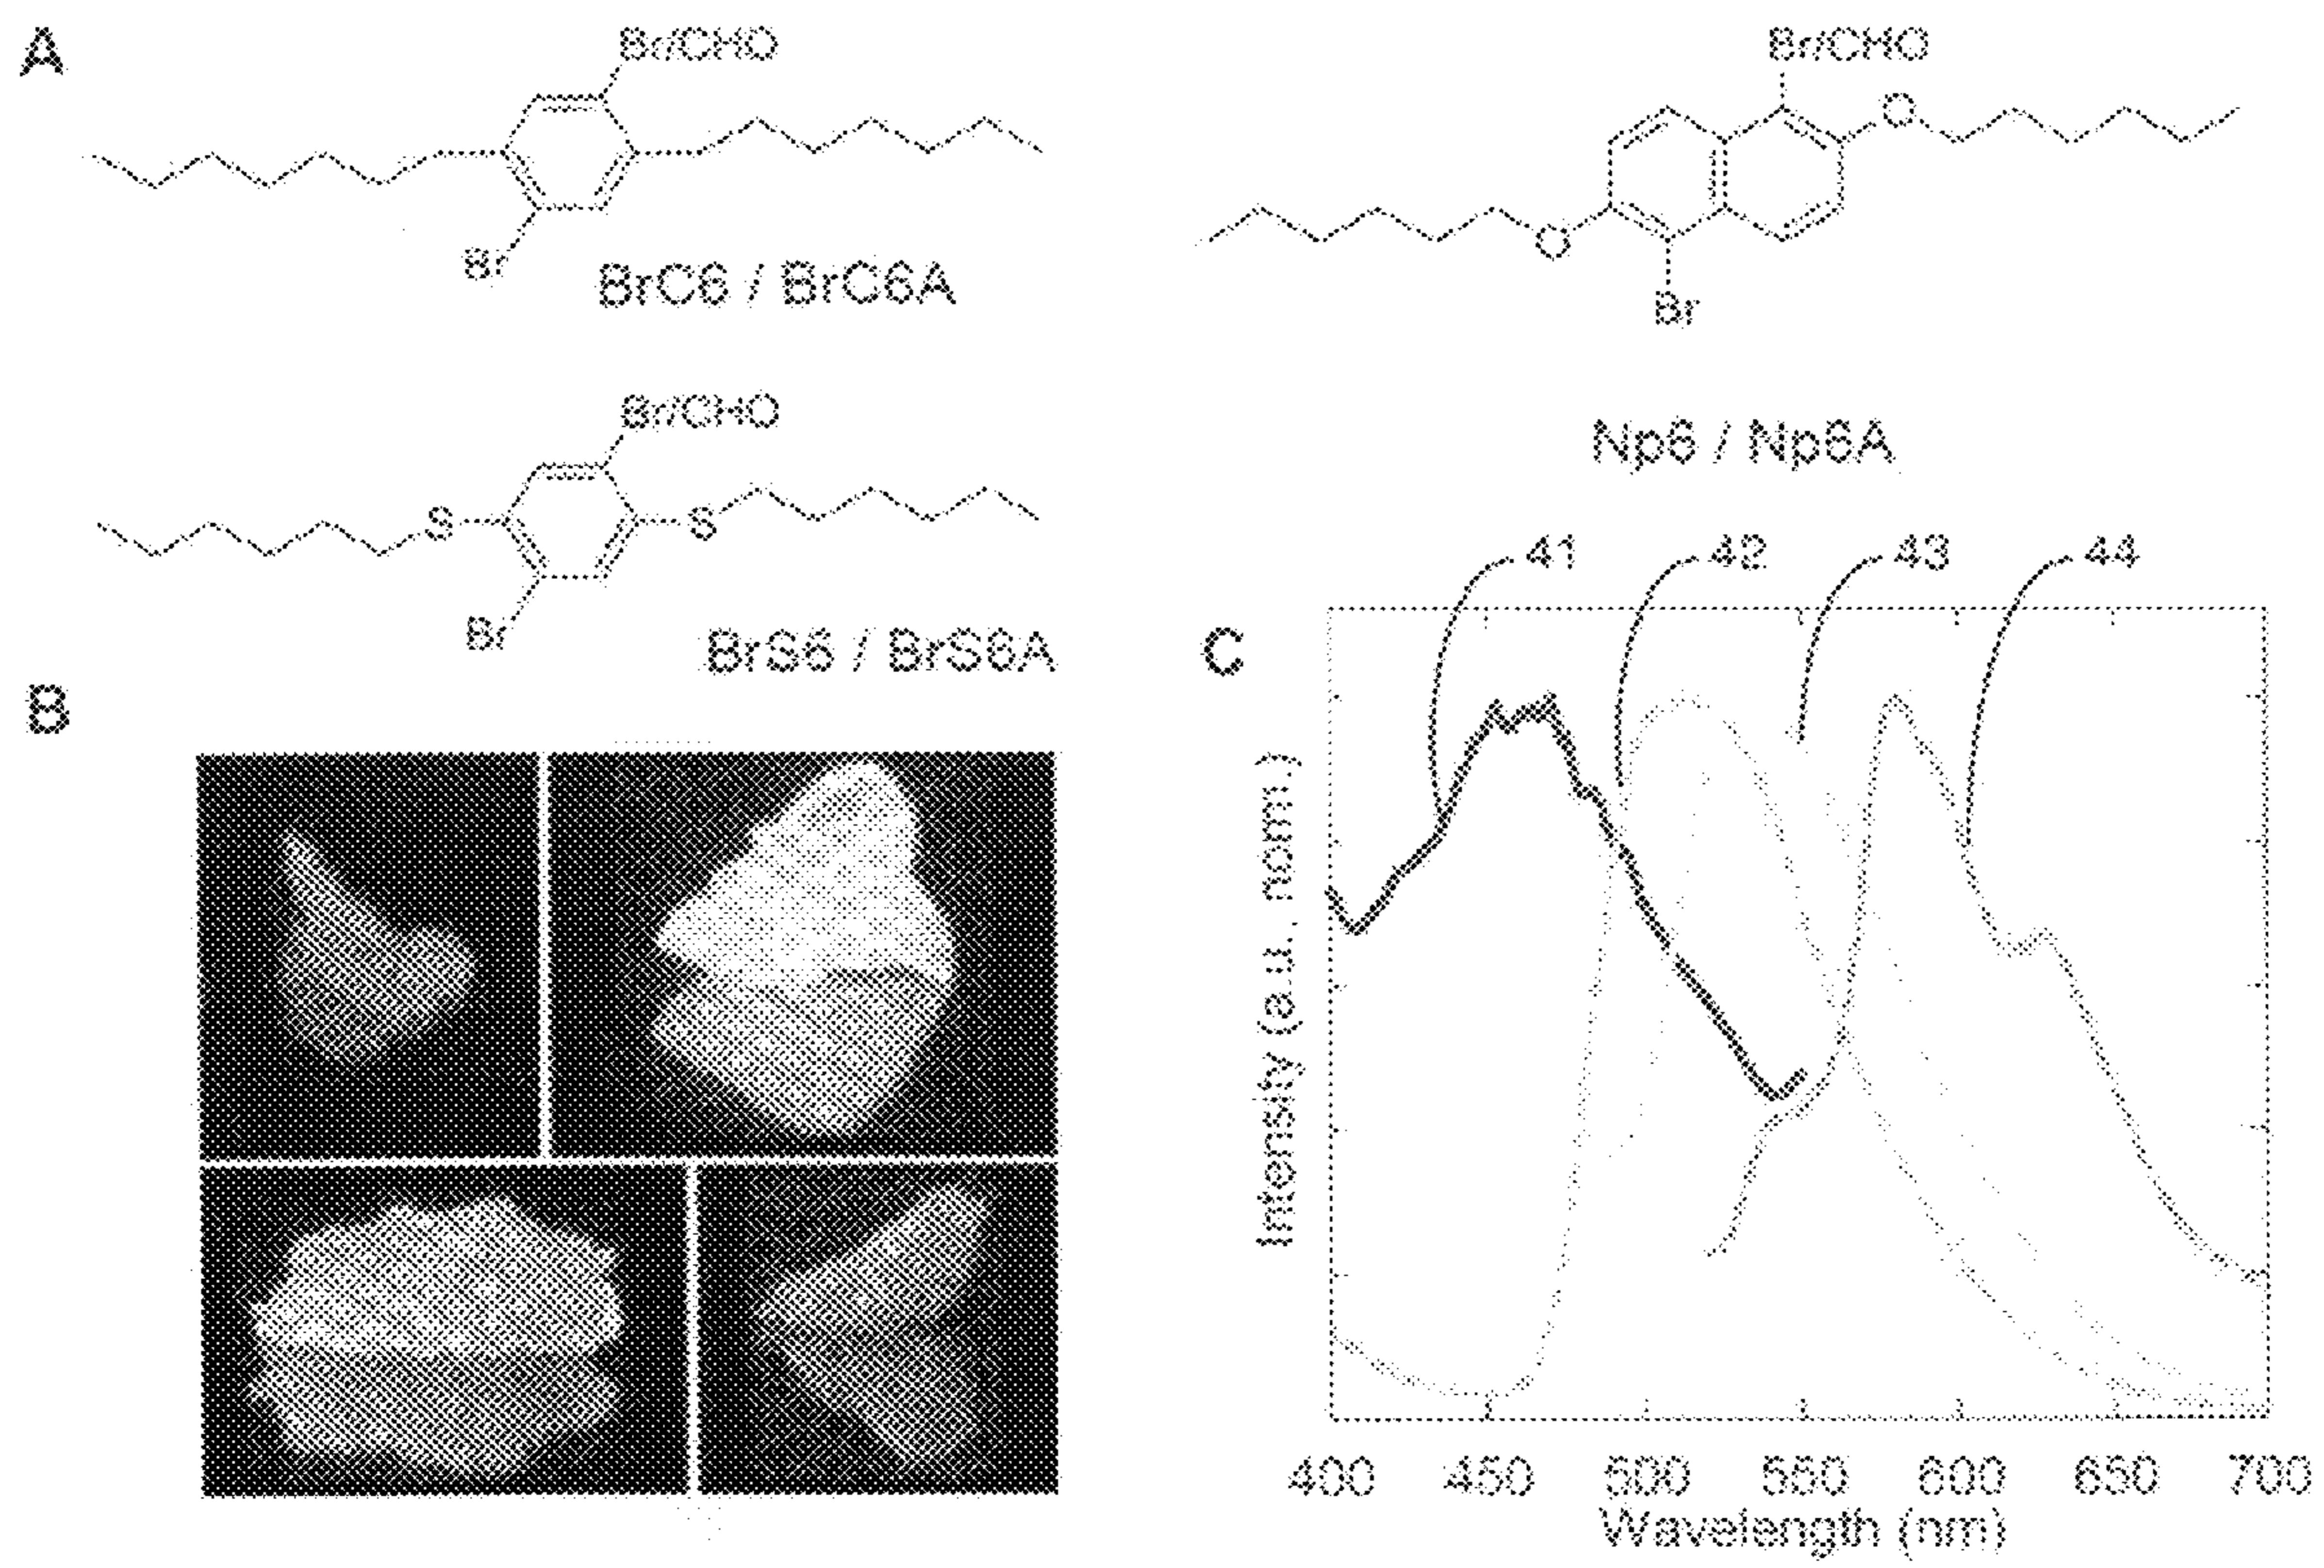 A
Br/CHO
Br
BrC6 / BrC6A
Br/CHO
O
O
Br
Np6 / Np6A
Br/CHO
S
S
Br
BrS6 / BrS6A
B
C
41
42
43
44
Intensity (a.u., norm.)
400 450 500 550 600 650 700
Wavelength (nm)